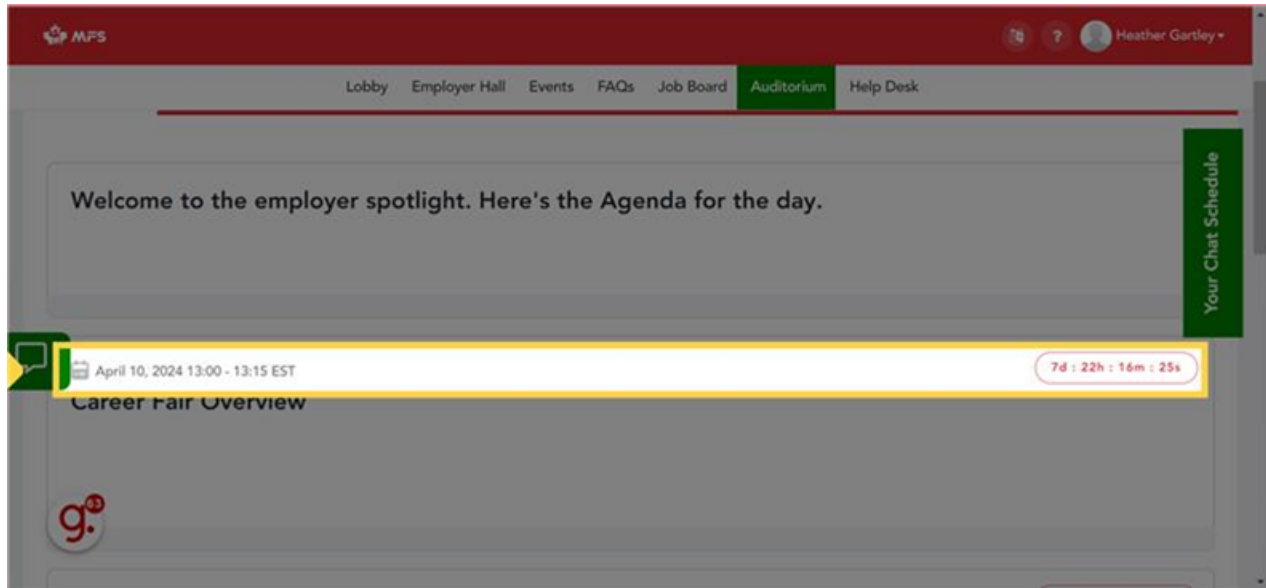 MFS
? Heather Gartley
Lobby Employer Hall Events FAQs Job Board Auditorium Help Desk
Your Chat Schedule
Welcome to the employer spotlight. Here's the Agenda for the day.
April 10, 2024 13:00 - 13:15 EST 7d : 22h : 16m : 25s
Career Fair Overview
g. 63